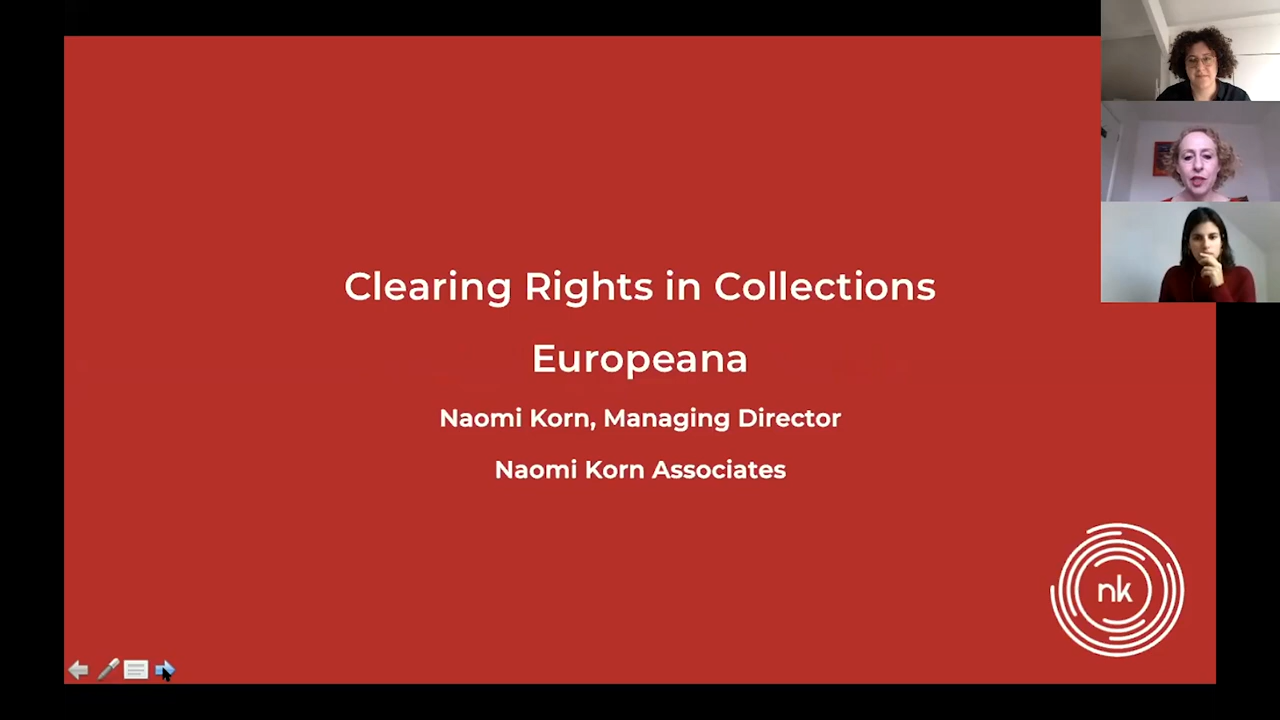 Clearing Rights in Collections
Europeana
Naomi Korn, Managing Director
Naomi Korn Associates
nk